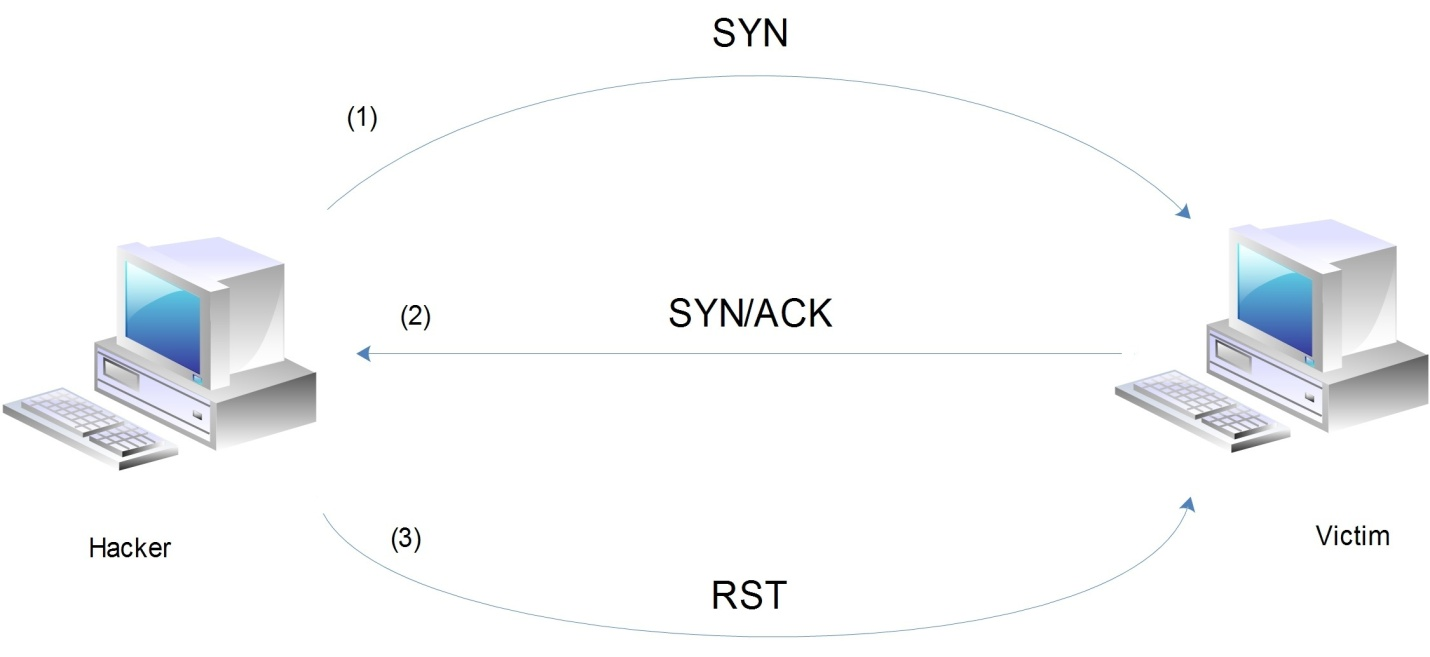 SYN
(1)
(2)
SYN/ACK
Hacker
Victim
(3)
RST